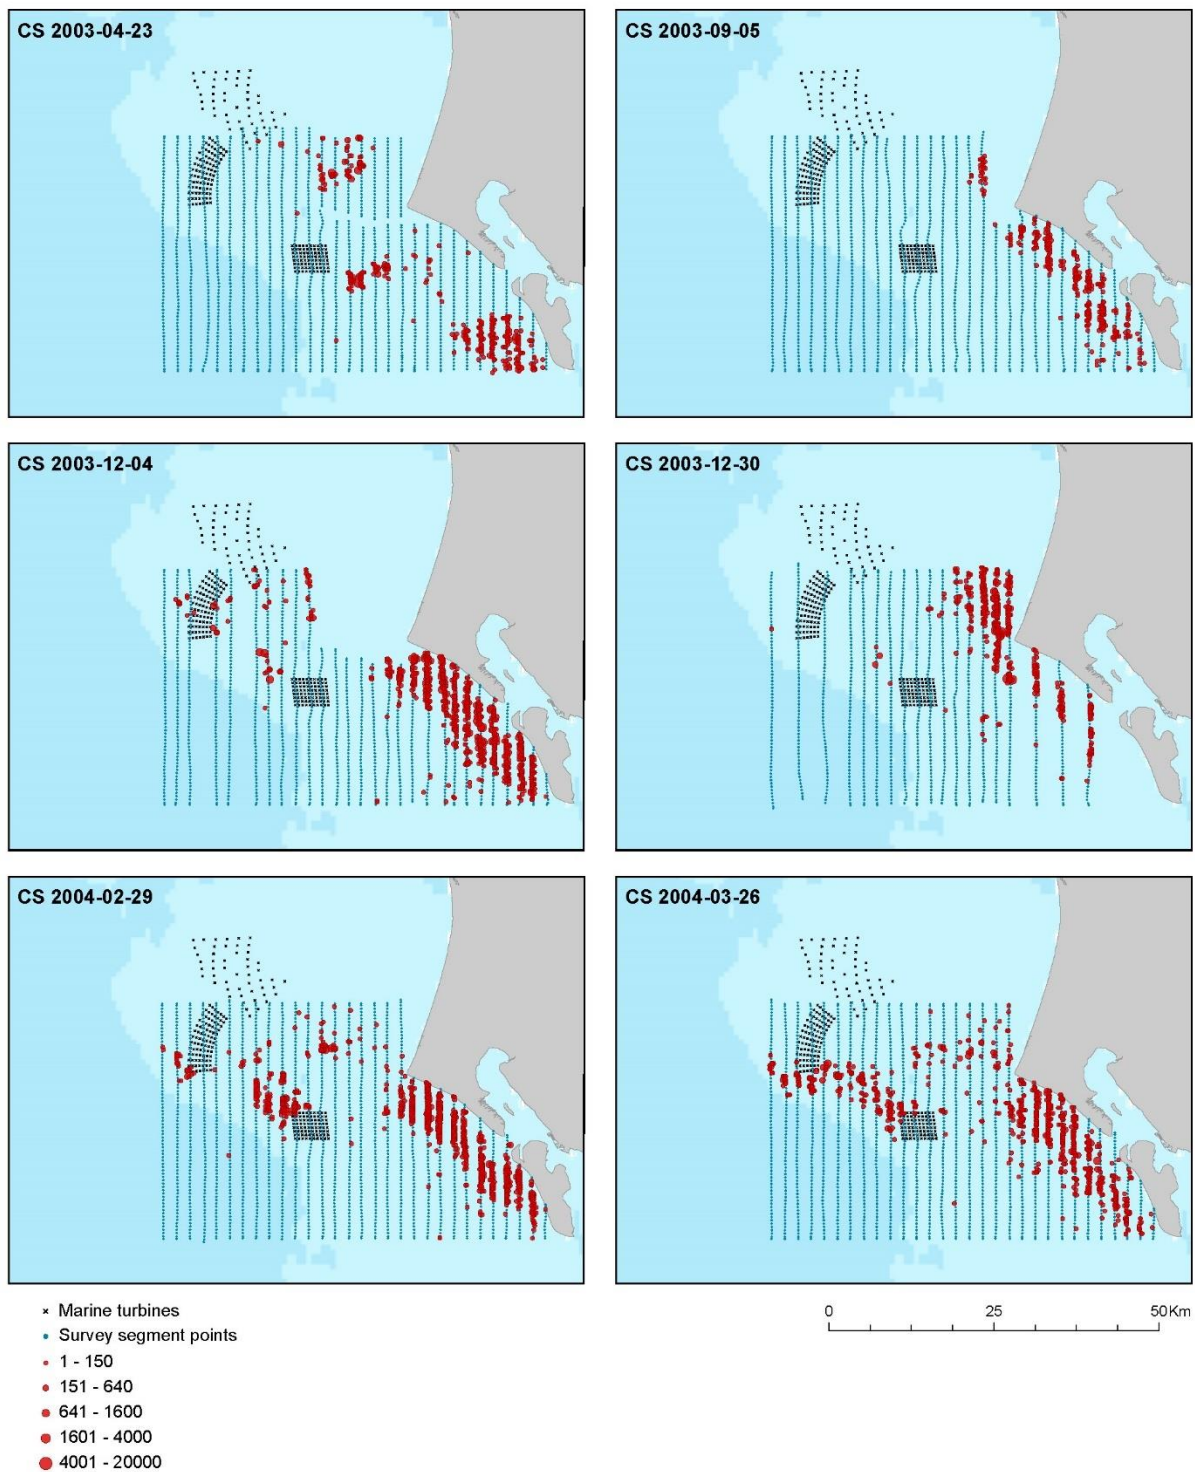 CS 2003-04-23
CS 2003-09-05
CS 2003-12-04
CS 2003-12-30
CS 2004-02-29
CS 2004-03-26
Marine turbines
Survey segment points
1 - 150
151 - 640
641 - 1600
1601 - 4000
4001 - 20000
0 25 50Km